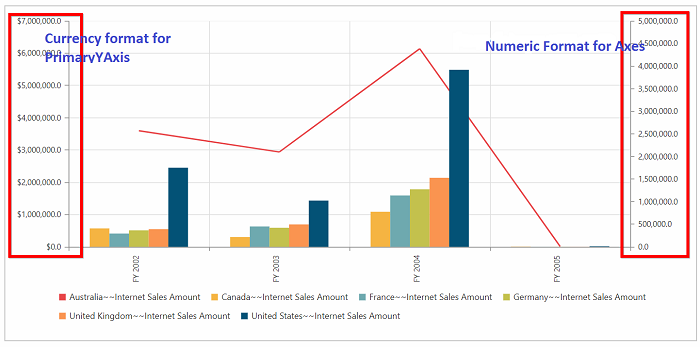 $7,000,000.0
$6,000,000.0
$5,000,000.0
$4,000,000.0
$3,000,000.0
$2,000,000.0
$1,000,000.0
$0.0
Currency format for
PrimaryYAxis
Numeric Format for Axes
5,000,000.0
4,500,000.0
4,000,000.0
3,500,000.0
3,000,000.0
2,500,000.0
2,000,000.0
1,500,000.0
1,000,000.0
500,000.0
0.0
FY 2002
FY 2003
FY 2004
FY 2005
Australia~~Internet Sales Amount Canada~~Internet Sales Amount France~~Internet Sales Amount Germany~~Internet Sales Amount
United Kingdom~~Internet Sales Amount United States~~Internet Sales Amount